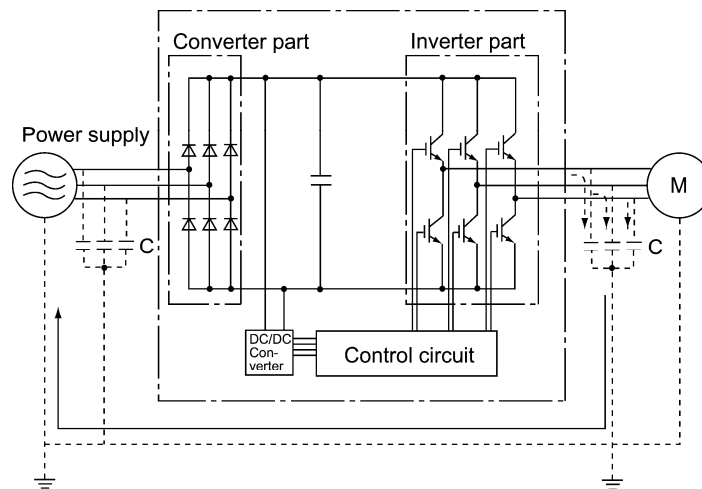 Converter part
Inverter part
Power supply
M
C
C
DC/DC
Con-
verter
Control circuit